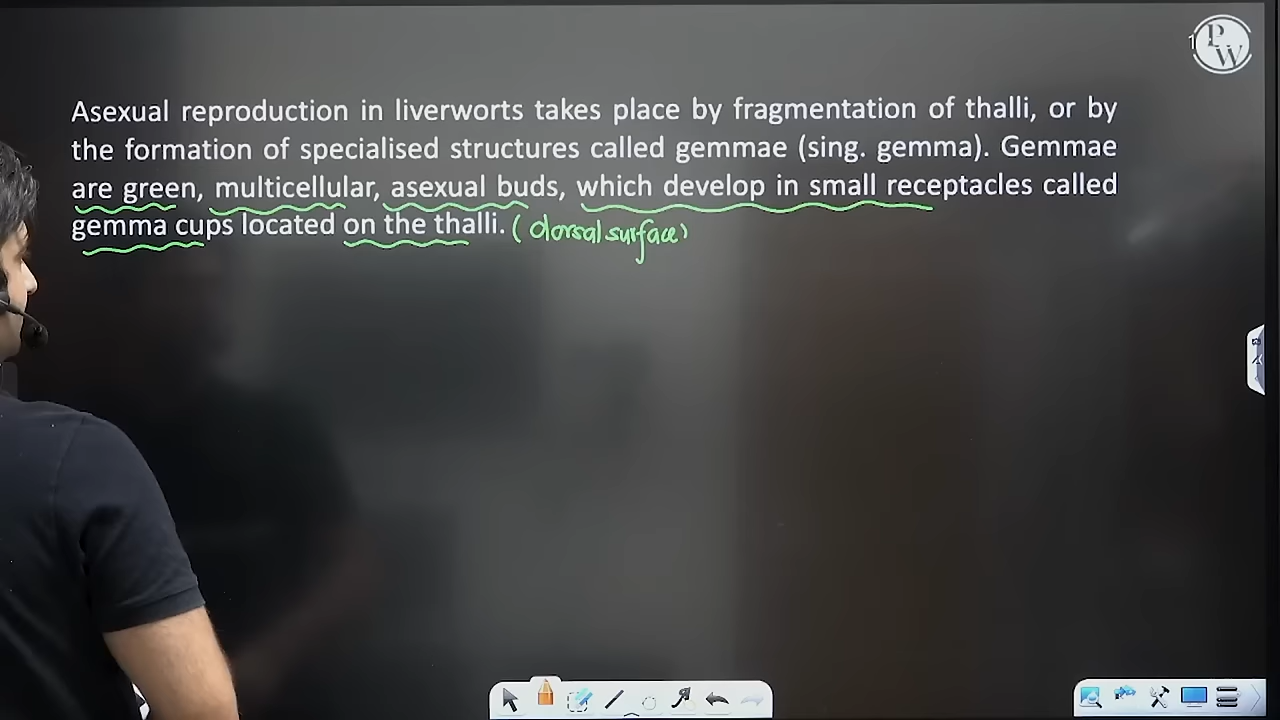 Asexual reproduction in liverworts takes place by fragmentation of thalli, or by
the formation of specialised structures called gemmae (sing. gemma). Gemmae
are green, multicellular, asexual buds, which develop in small receptacles called
gemma cups located on the thalli. (dorsal surface)
1
PW